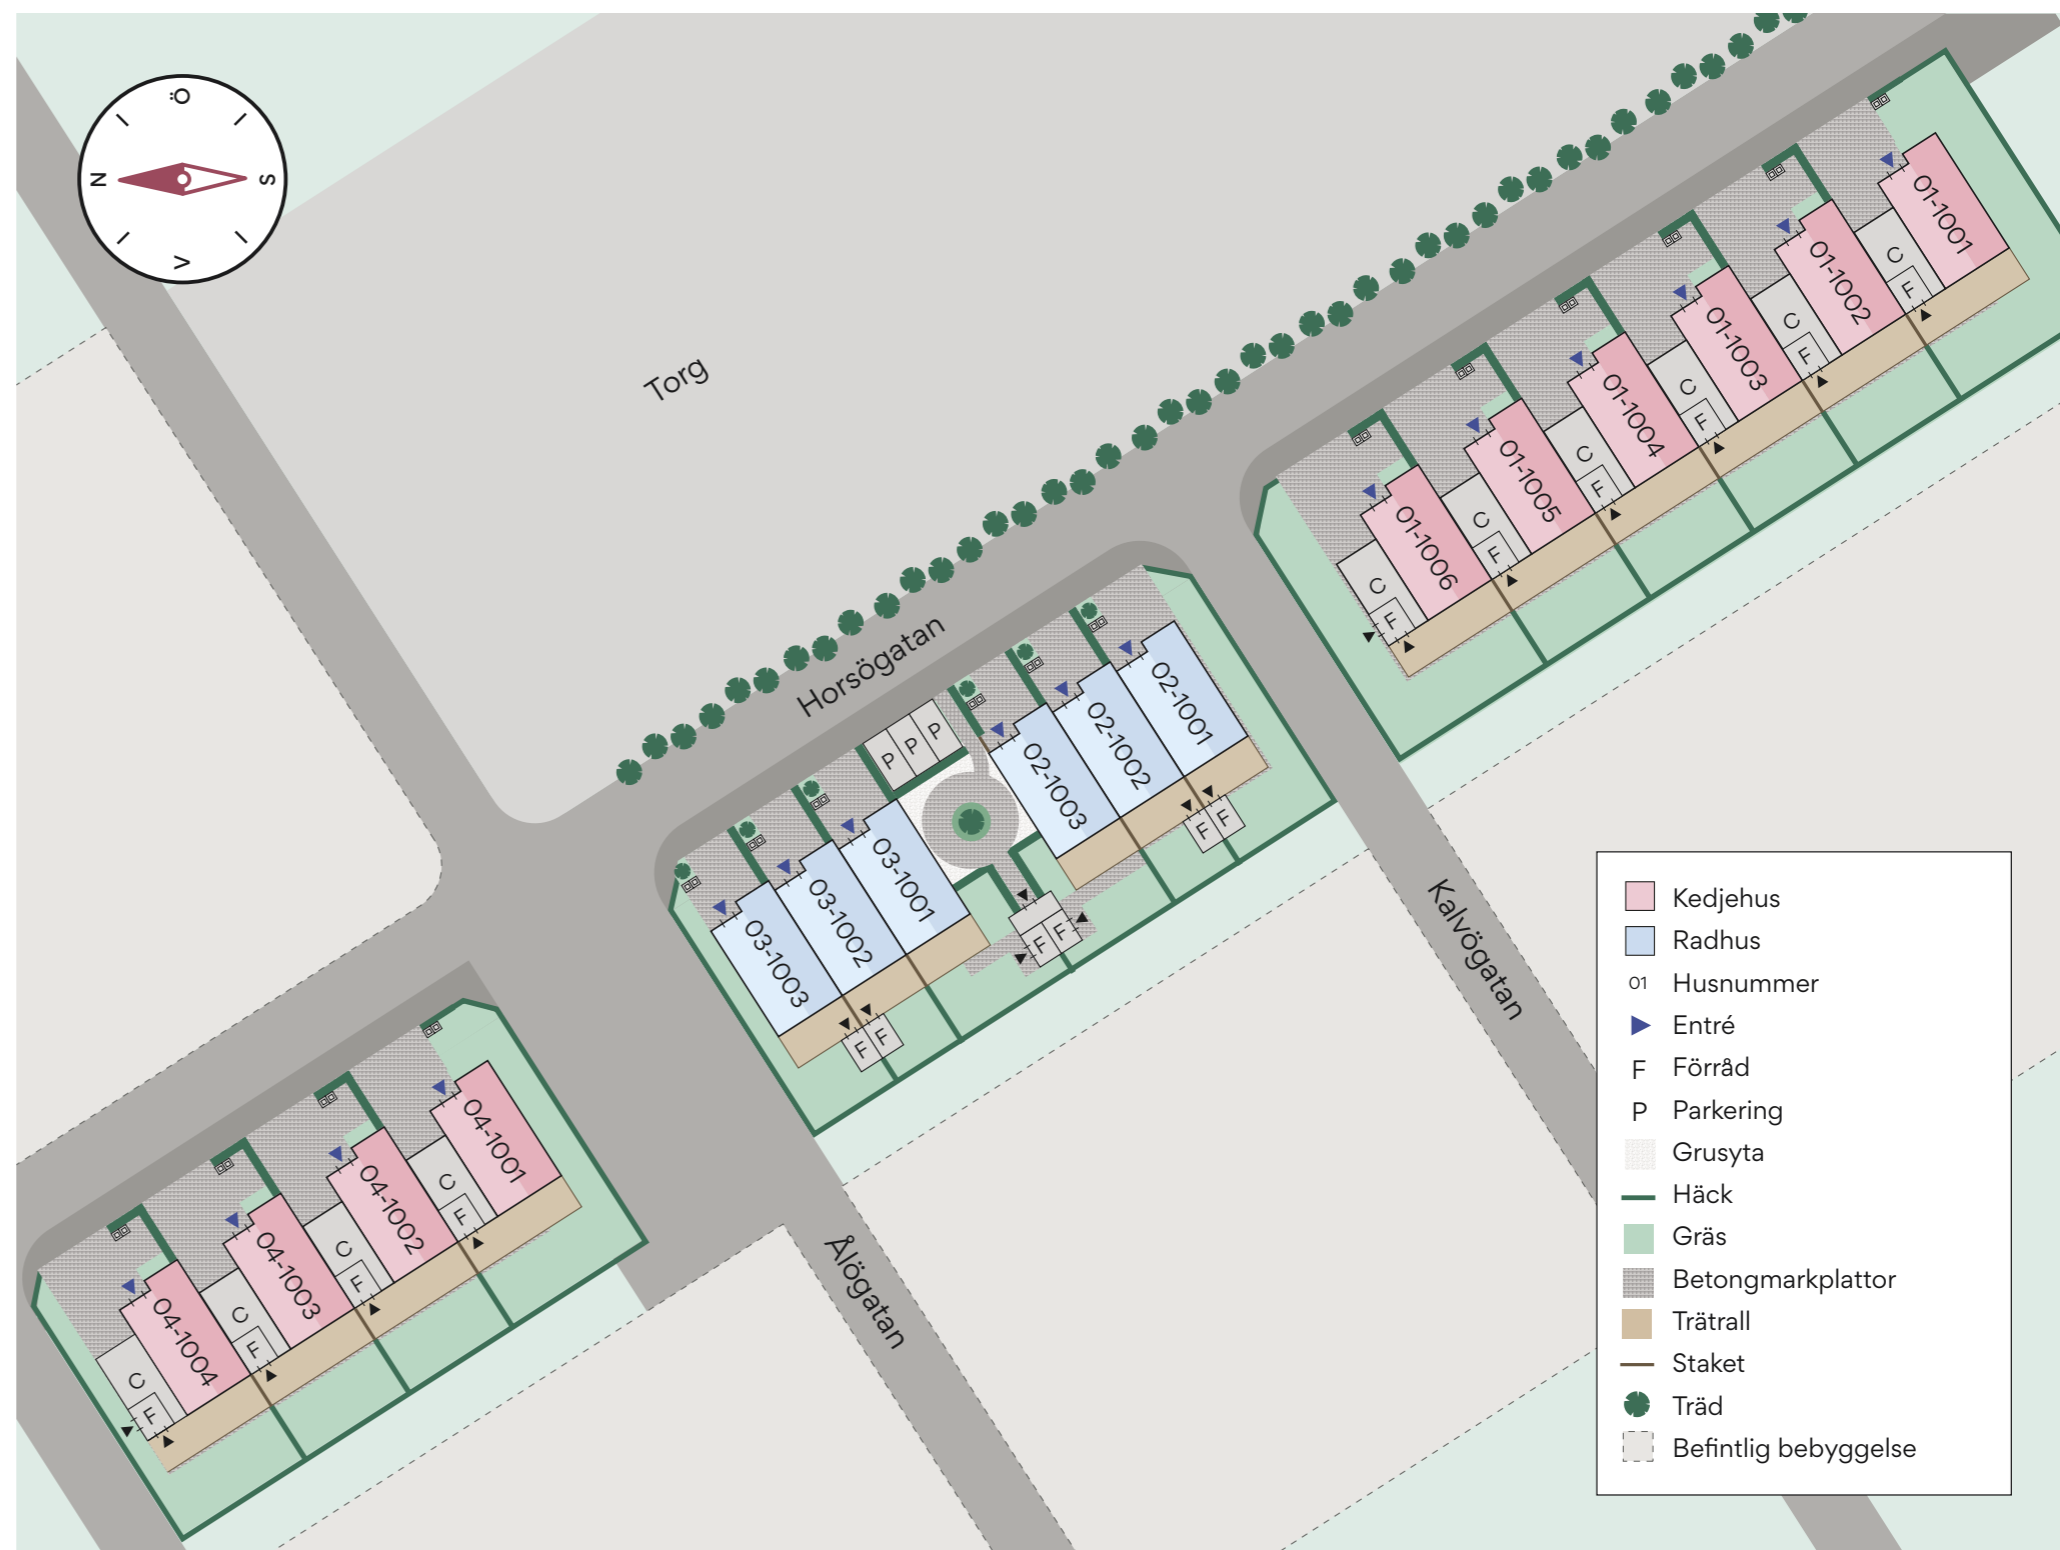 Ö
N
S
V
Torg
Horsögatan
Kalvögatan
Ålögatan
01-1001
C
F
01-1002
C
F
01-1003
C
F
01-1004
C
F
01-1005
C
F
01-1006
C
F
02-1001
02-1002
02-1003
F
F
P
P
P
F
F
03-1001
03-1002
03-1003
F
F
04-1001
C
F
04-1002
C
F
04-1003
C
F
04-1004
C
F
Kedjehus
Radhus
01 Husnummer
Entré
F Förråd
P Parkering
Grusyta
Häck
Gräs
Betongmarkplattor
Trätrall
Staket
Träd
Befintlig bebyggelse